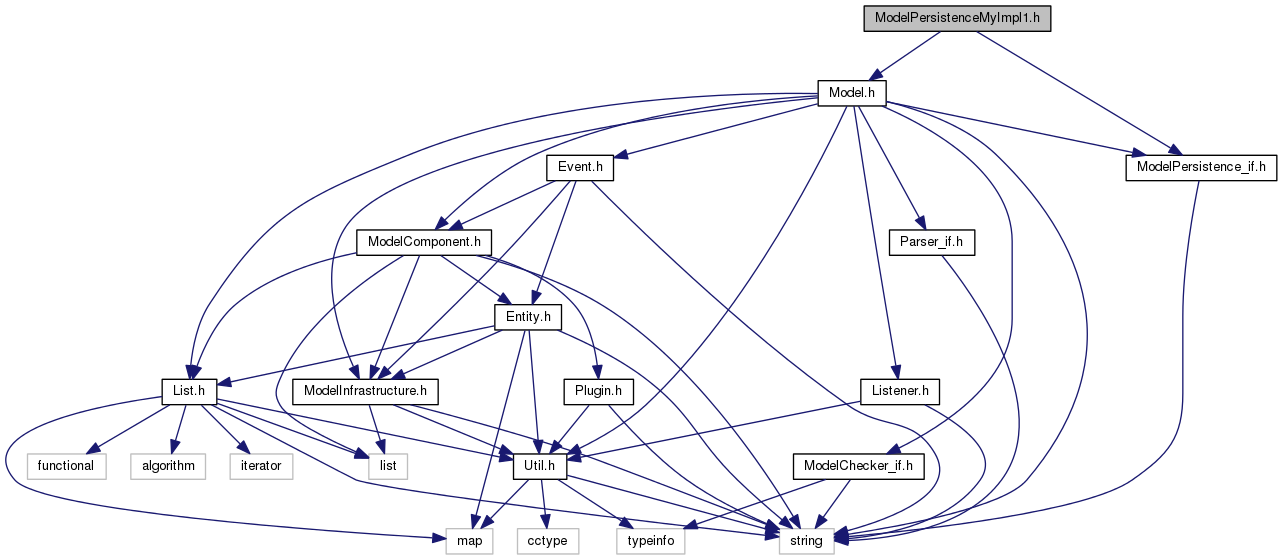 ModelPersistenceMyImpl1.h
Model.h
Event.h
ModelPersistence_if.h
ModelComponent.h
Parser_if.h
Entity.h
List.h
ModelInfrastructure.h
Plugin.h
Listener.h
functional
algorithm
iterator
list
Util.h
ModelChecker_if.h
map
cctype
typeinfo
string